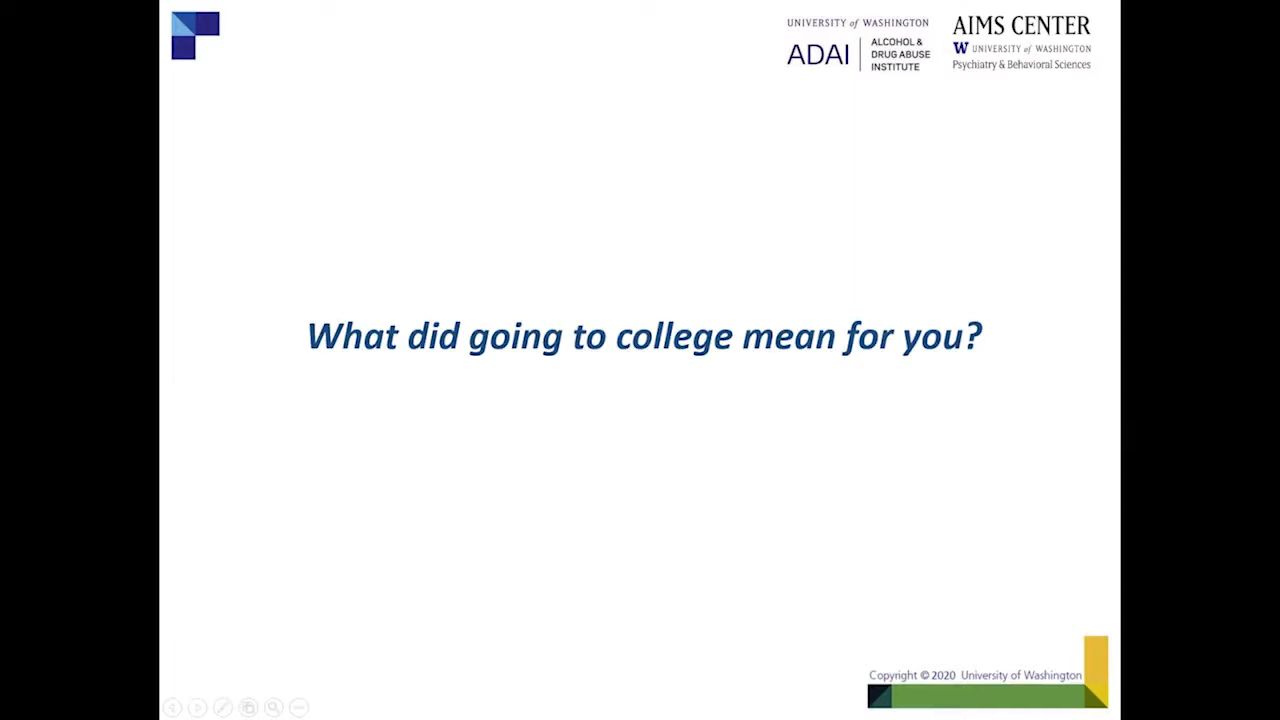 UNIVERSITY of WASHINGTON
ADAI
ALCOHOL &
DRUG ABUSE
INSTITUTE
AIMS CENTER
W UNIVERSITY of WASHINGTON
Psychiatry & Behavioral Sciences
What did going to college mean for you?
Copyright © 2020 University of Washington